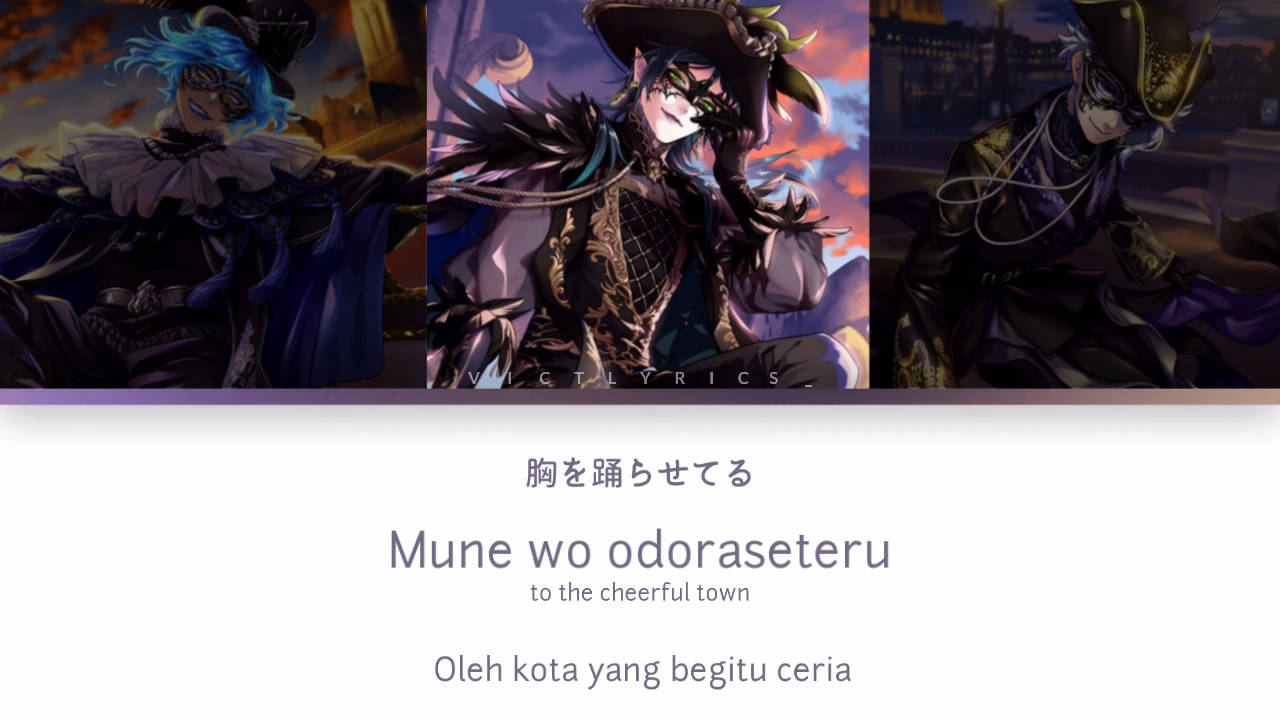 V I C T L Y R I C S _
胸を踊らせてる
Mune wo odoraseteru
to the cheerful town
Oleh kota yang begitu ceria